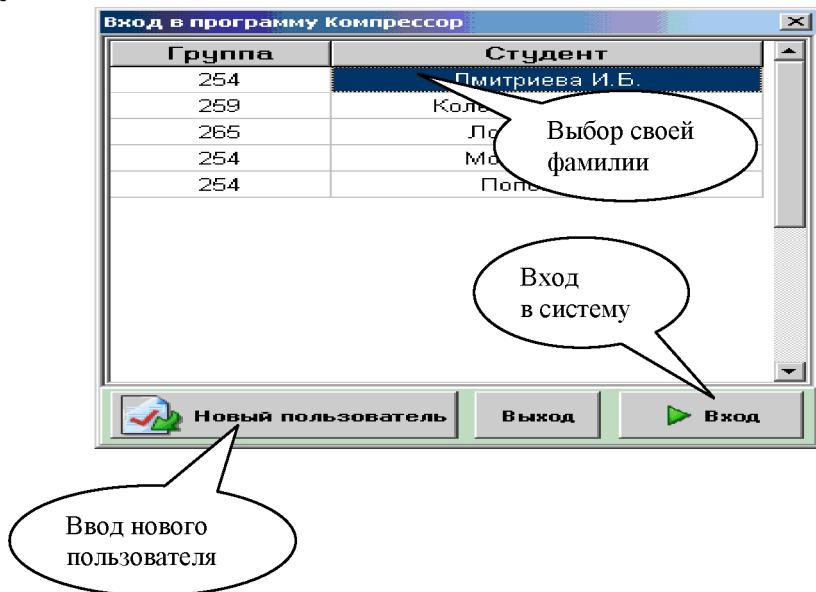 Вход в программу Компрессор
Группа Студент
254 Дмитриева И.Б.
259
265
254
254
Выбор своей
фамилии
Вход
в систему
Новый пользователь Выход Вход
Ввод нового
пользователя